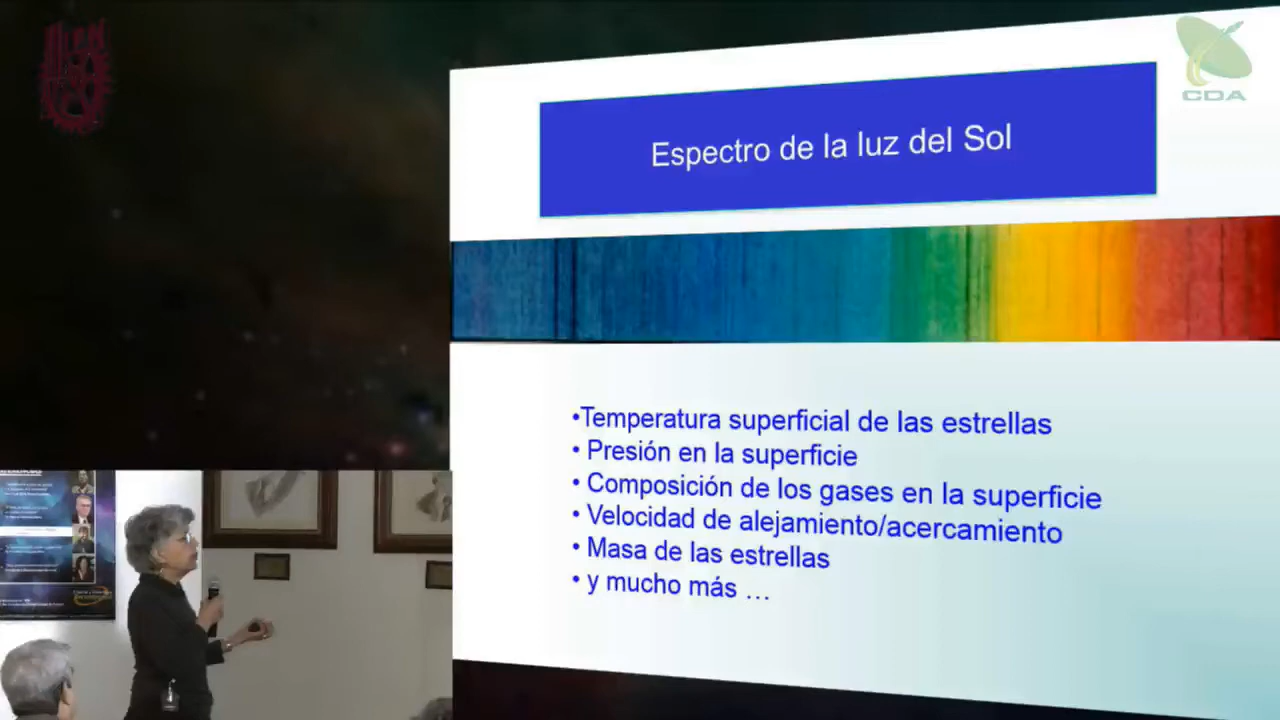 CDA
Espectro de la luz del Sol
•Temperatura superficial de las estrellas
• Presión en la superficie
• Composición de los gases en la superficie
• Velocidad de alejamiento/acercamiento
• Masa de las estrellas
• y mucho más …